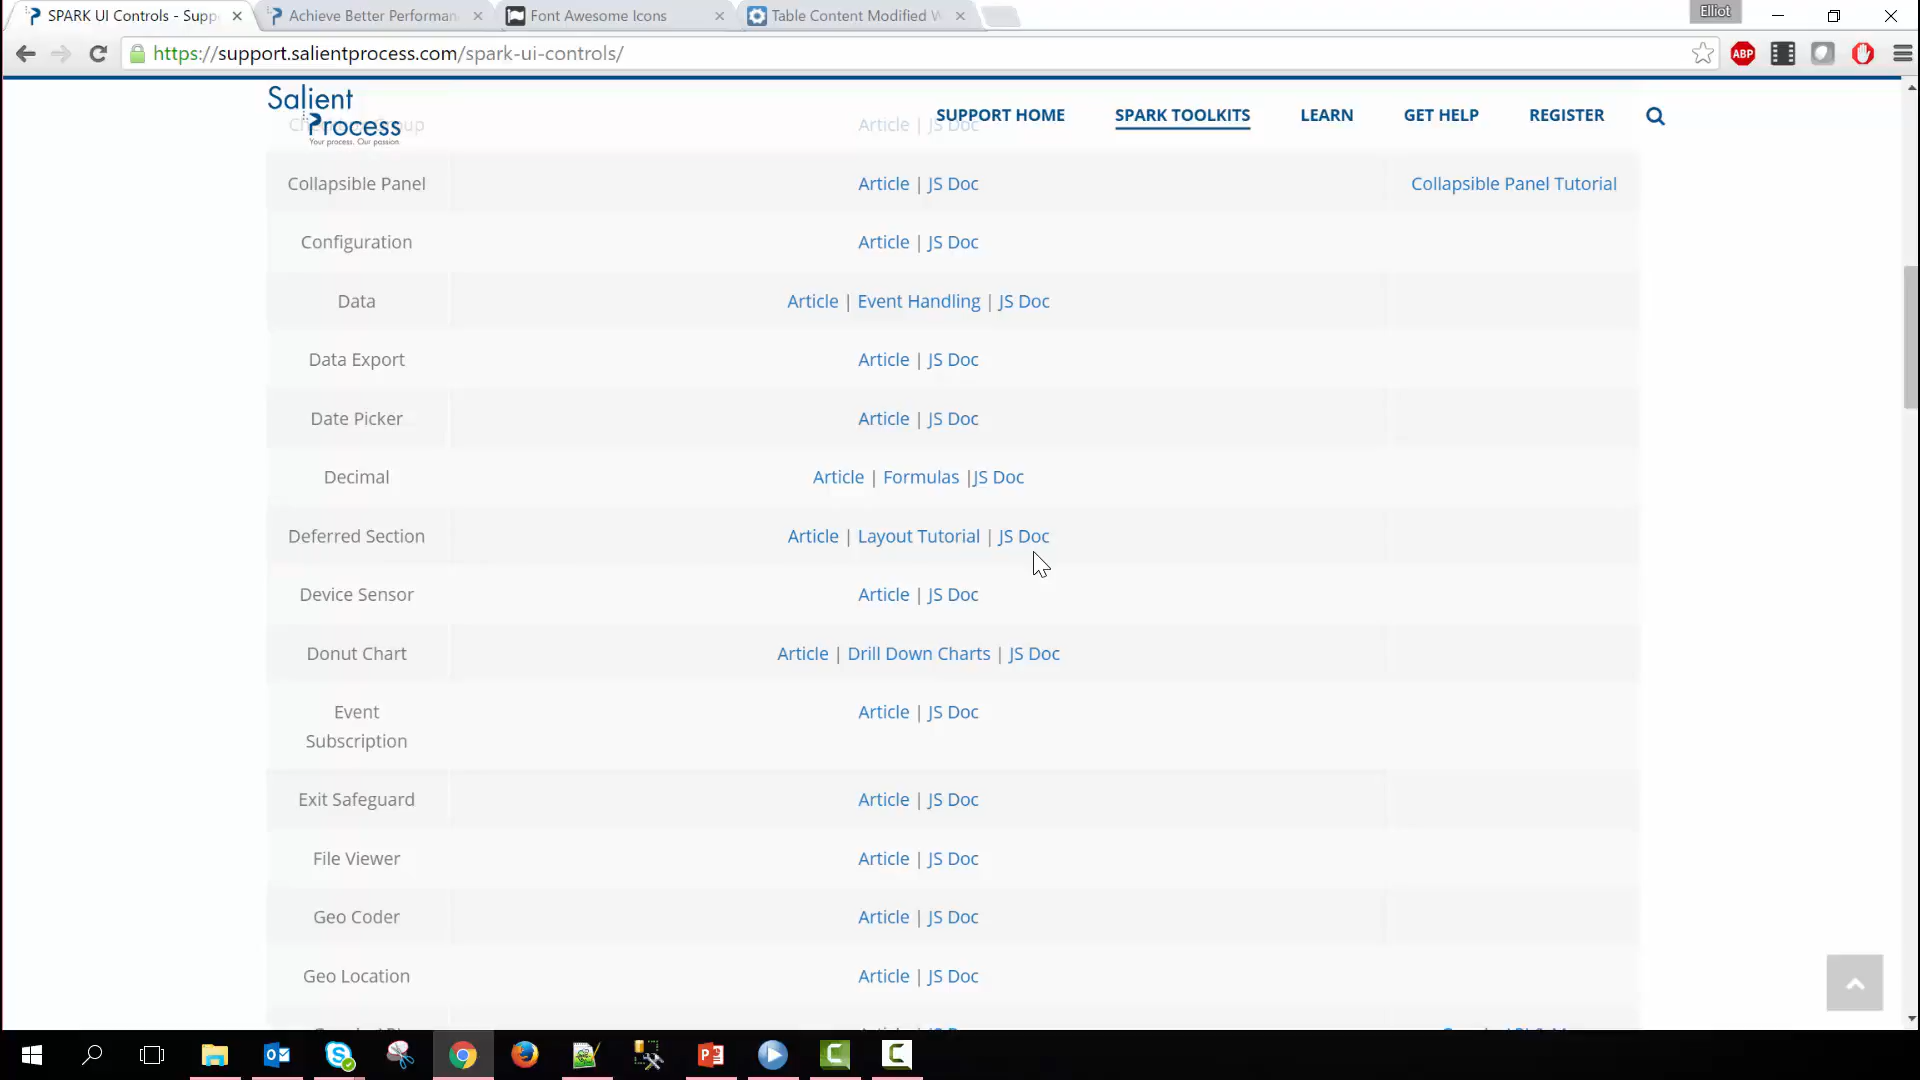 SPARK UI Controls - Supp
Achieve Better Performan
Font Awesome Icons
Table Content Modified W
Elliot
https://support.salientprocess.com/spark-ui-controls/
ABP
Salient
Process
Your process. Our passion
SUPPORT HOME
SPARK TOOLKITS
LEARN
GET HELP
REGISTER
Article | JS Doc
Collapsible Panel Article | JS Doc Collapsible Panel Tutorial
Configuration Article | JS Doc
Data Article | Event Handling | JS Doc
Data Export Article | JS Doc
Date Picker Article | JS Doc
Decimal Article | Formulas |JS Doc
Deferred Section Article | Layout Tutorial | JS Doc
Device Sensor Article | JS Doc
Donut Chart Article | Drill Down Charts | JS Doc
Event Article | JS Doc
Subscription
Exit Safeguard Article | JS Doc
File Viewer Article | JS Doc
Geo Coder Article | JS Doc
Geo Location Article | JS Doc